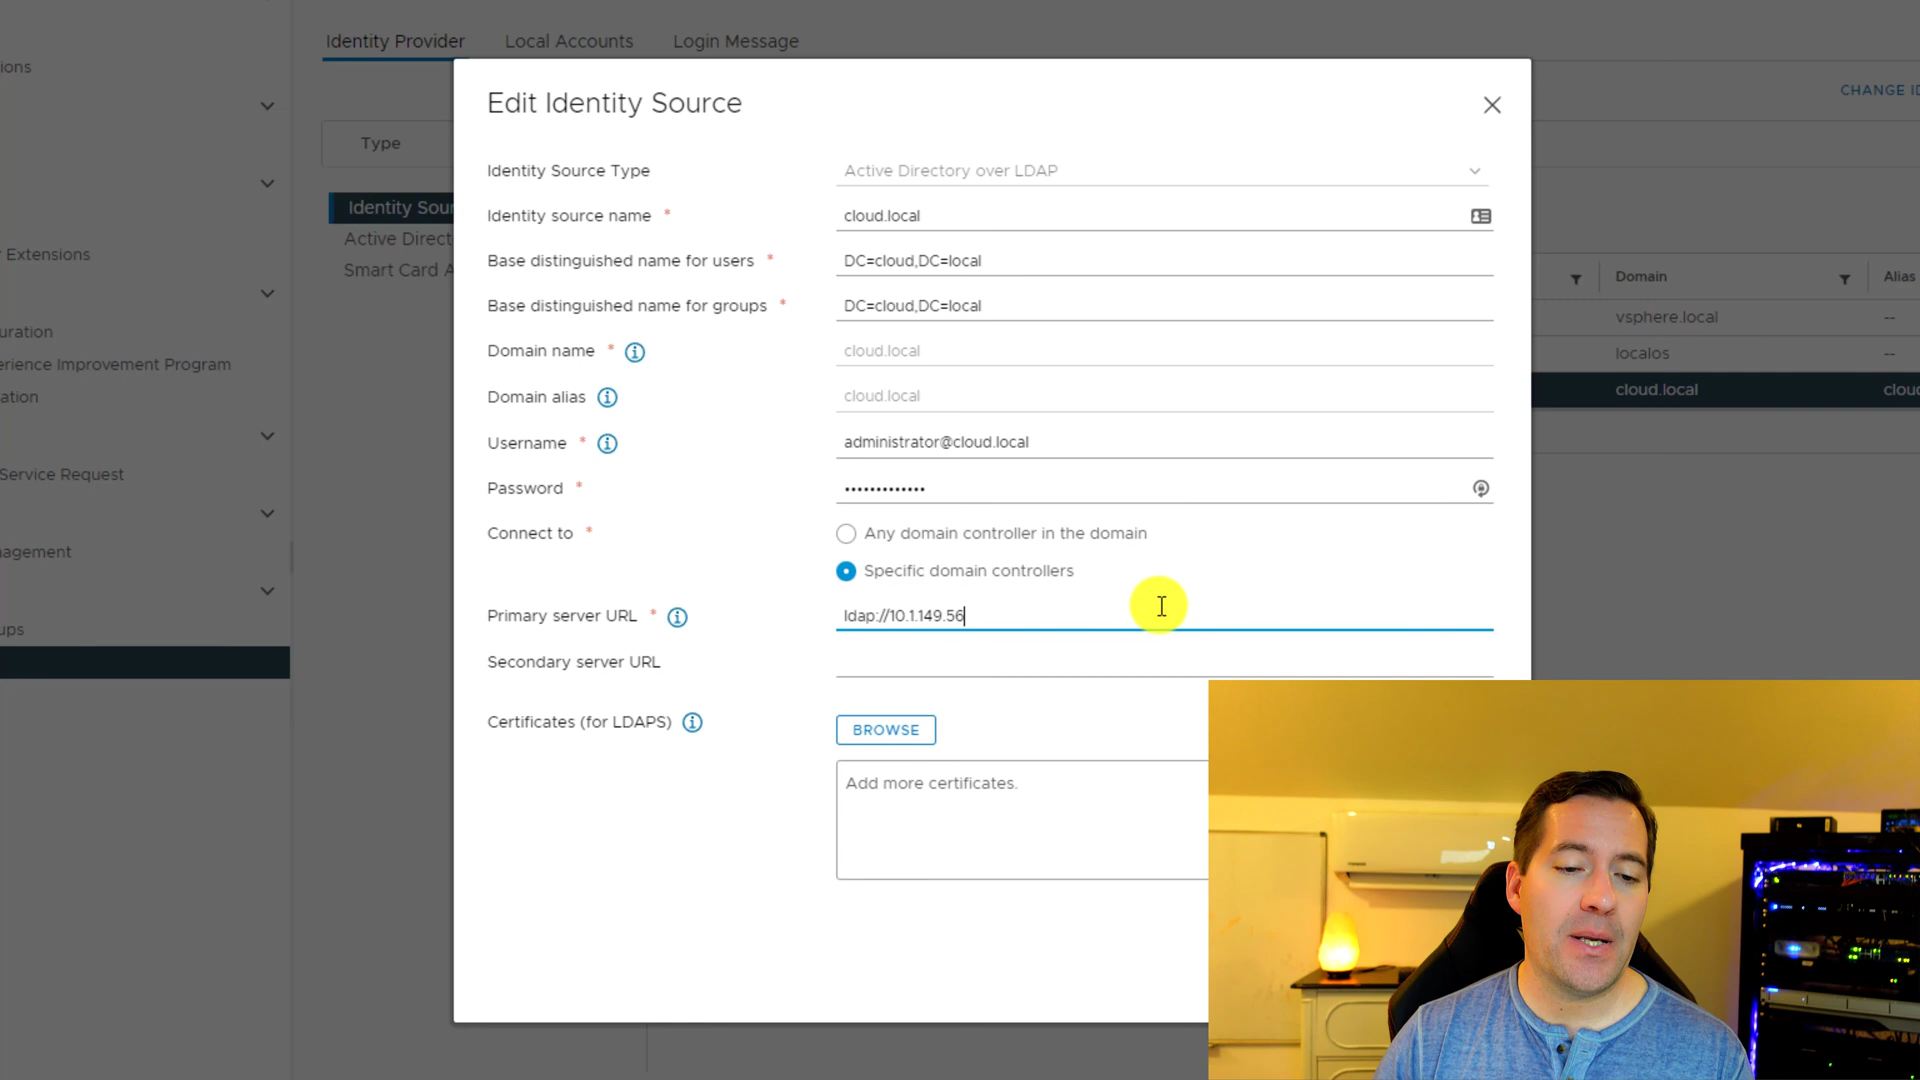 Identity Provider
Local Accounts
Login Message
ions
CHANGE ID
Type
Edit Identity Source
Identity Source Type
Active Directory over LDAP
Identity Sour
Active Direct
Smart Card A
Identity source name *
cloud.local
Extensions
Base distinguished name for users *
DC=cloud,DC=local
Base distinguished name for groups *
DC=cloud,DC=local
Domain
Alias
vsphere.local
--
uration
Domain name *
cloud.local
localos
--
erience Improvement Program
ation
Domain alias
cloud.local
cloud.local
clou
Username *
administrator@cloud.local
Service Request
Password *
•••••••••••••
Connect to *
Any domain controller in the domain
agement
Specific domain controllers
Primary server URL *
ldap://10.1.149.56
ups
Secondary server URL
Certificates (for LDAPS)
BROWSE
Add more certificates.